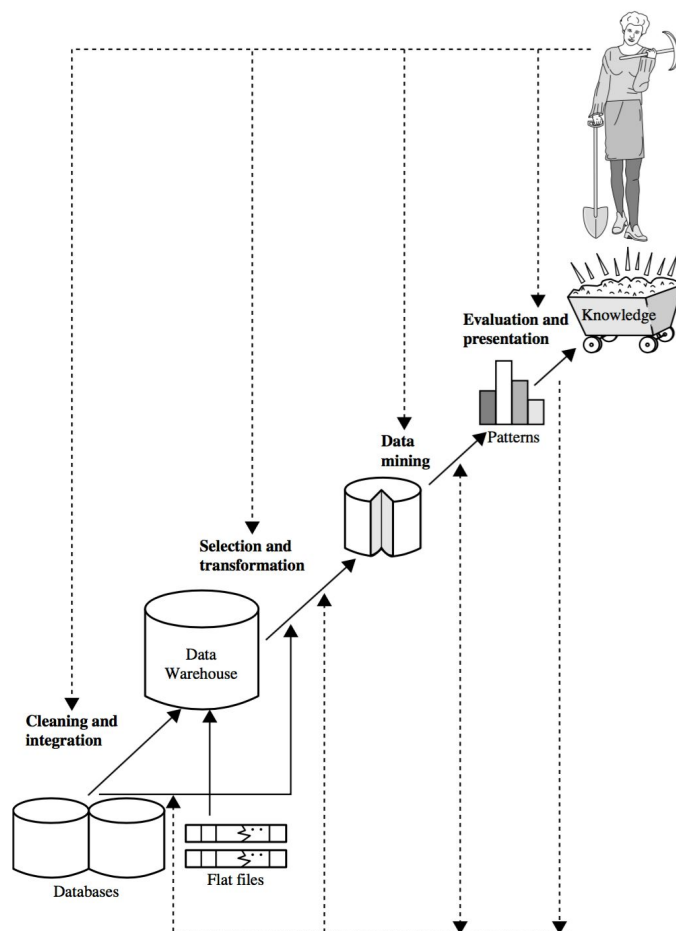 Knowledge
Evaluation and
presentation
Patterns
Data
mining
Selection and
transformation
Data
Warehouse
Cleaning and
integration
Databases
Flat files